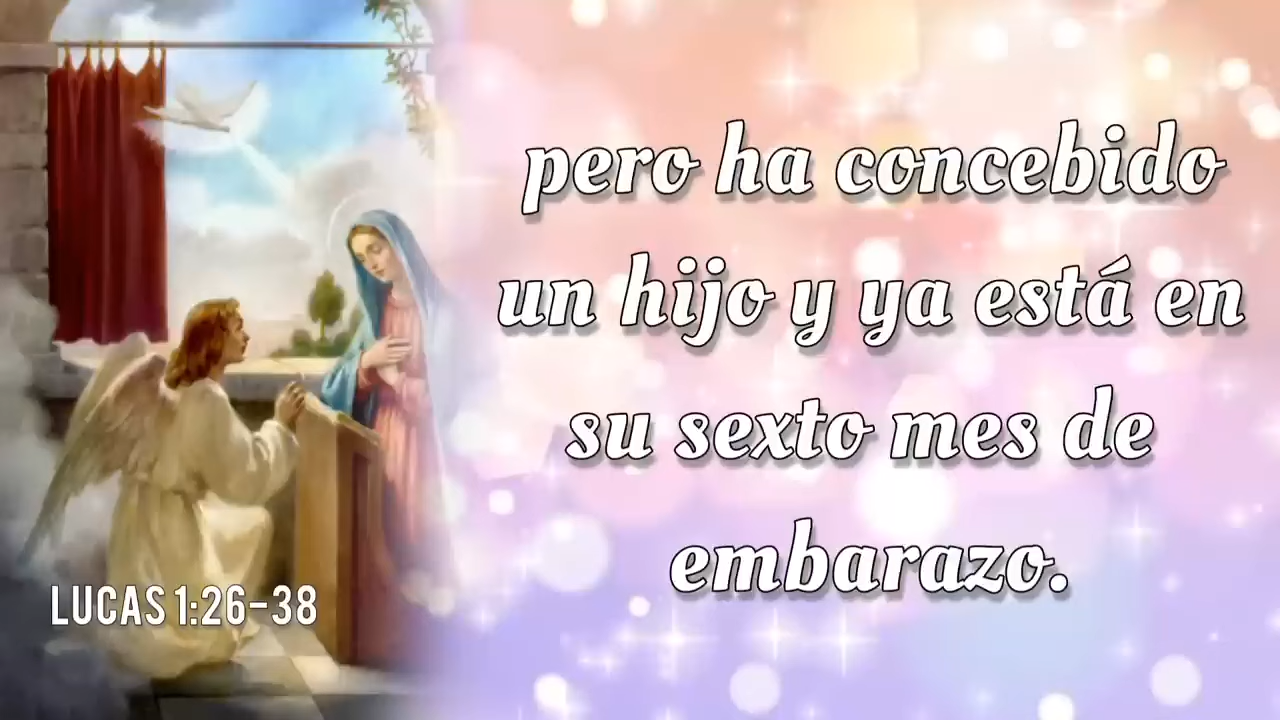 pero ha concebido
un hijo y ya está en
su sexto mes de
embarazo.
LUCAS 1:26-38